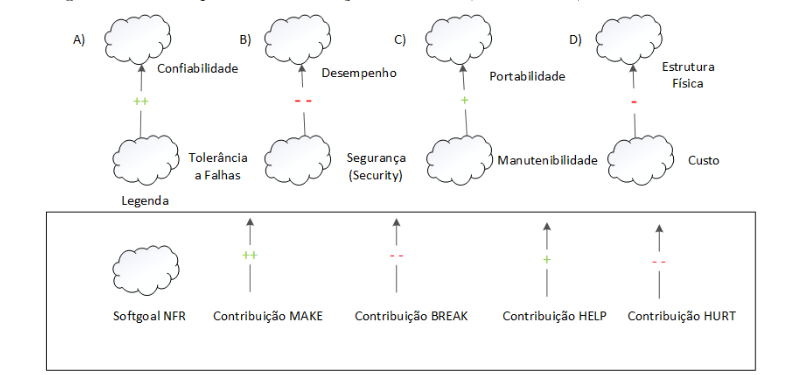 A)
B)
C)
D)
Confiabilidade
Desempenho
Portabilidade
Estrutura
Física
++
- -
+
-
Tolerância
a Falhas
Segurança
(Security)
Manutenibilidade
Custo
Legenda
++
- -
+
- -
Softgoal NFR
Contribuição MAKE
Contribuição BREAK
Contribuição HELP
Contribuição HURT